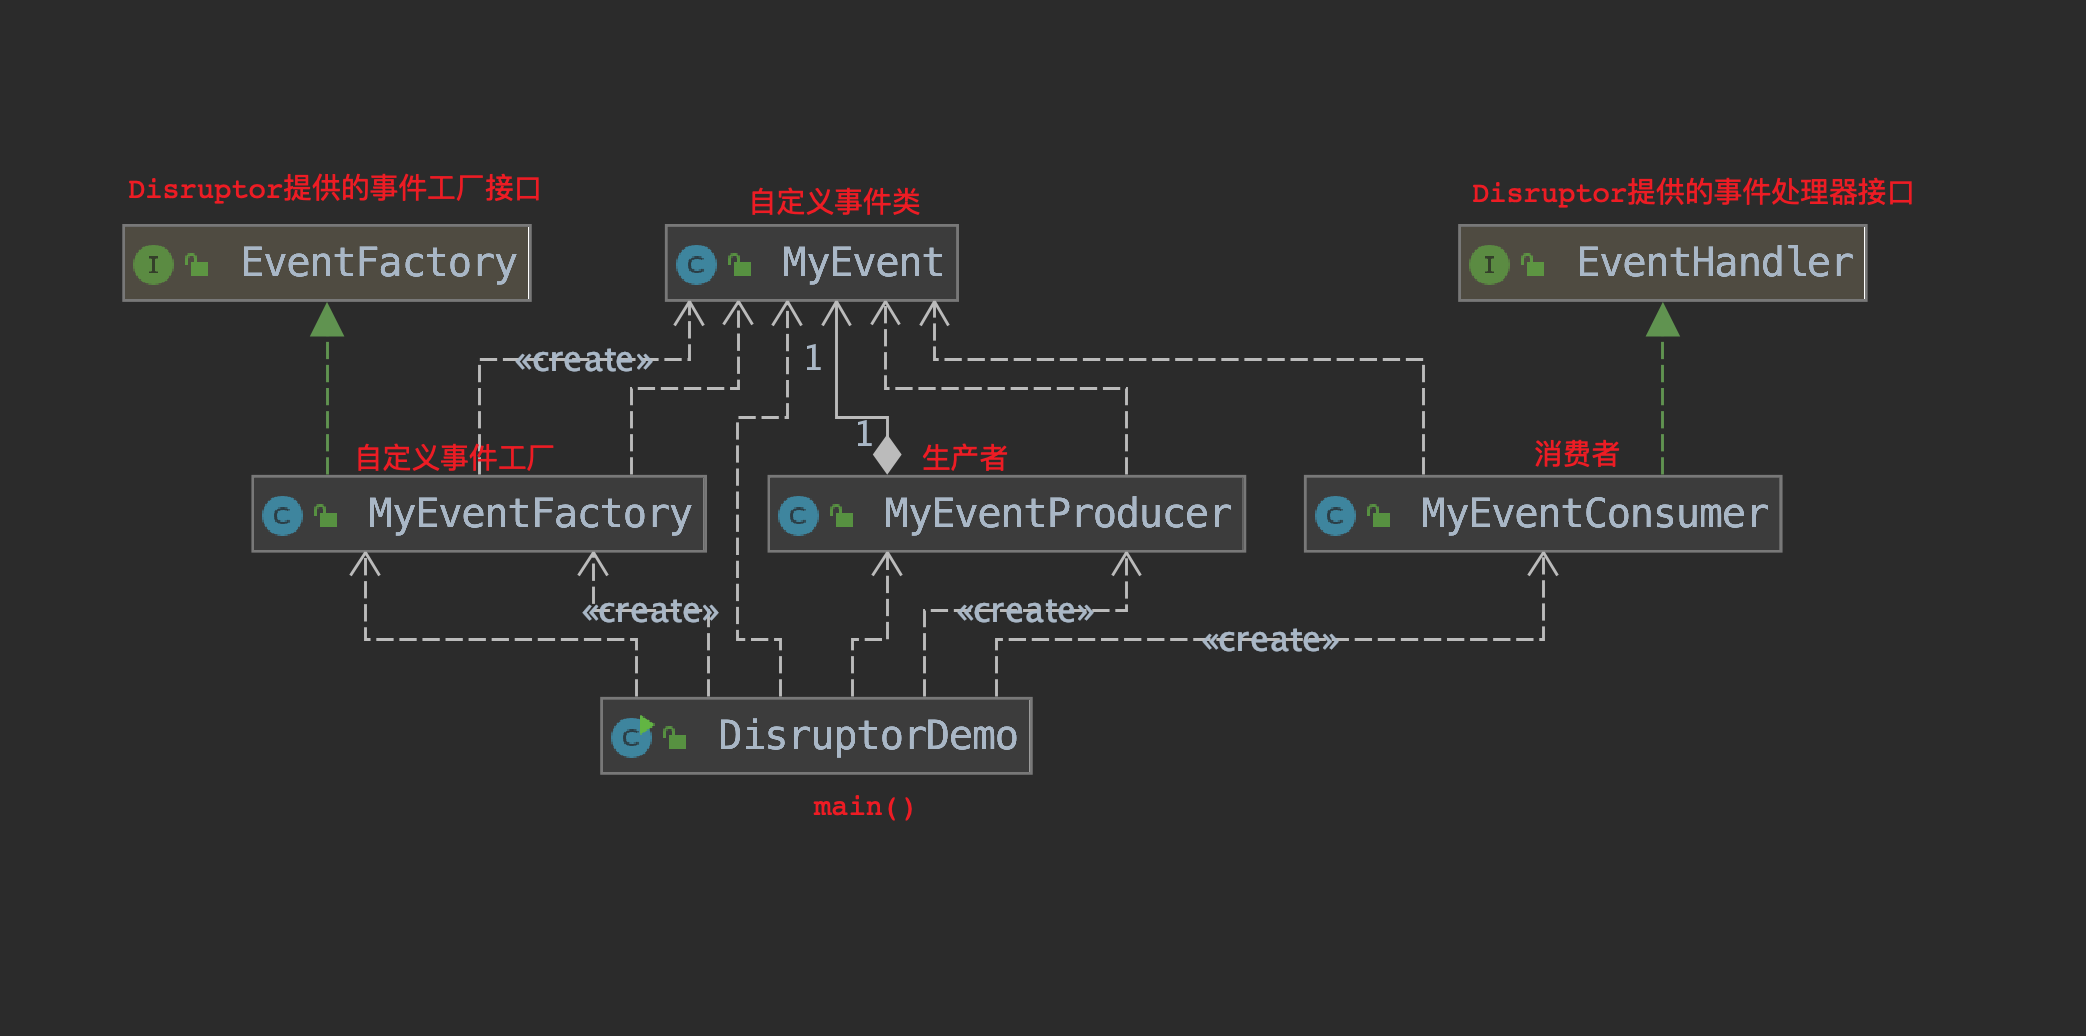 Disruptor提供的事件工厂接口
自定义事件类
Disruptor提供的事件处理器接口
I EventFactory
C MyEvent
I EventHandler
«create»
1
1
自定义事件工厂
生产者
消费者
C MyEventFactory
C MyEventProducer
C MyEventConsumer
«create»
«create»
«create»
C DisruptorDemo
main()